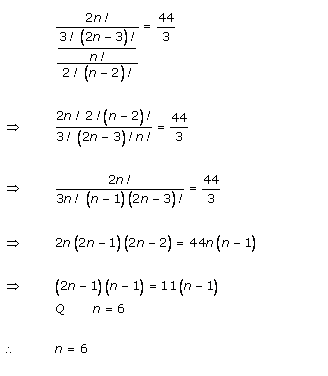 2n! / 3! (2n−3)! = 44/3
n! / 2! (n−2)!
⇒ 2n! 2!(n−2)! / 3! (2n−3)! n! = 44/3
⇒ 2n! / 3n! (n−1)(2n−3)! = 44/3
⇒ 2n(2n−1)(2n−2) = 44n(n−1)
⇒ (2n−1)(n−1) = 11(n−1)
Q n = 6
∴ n = 6